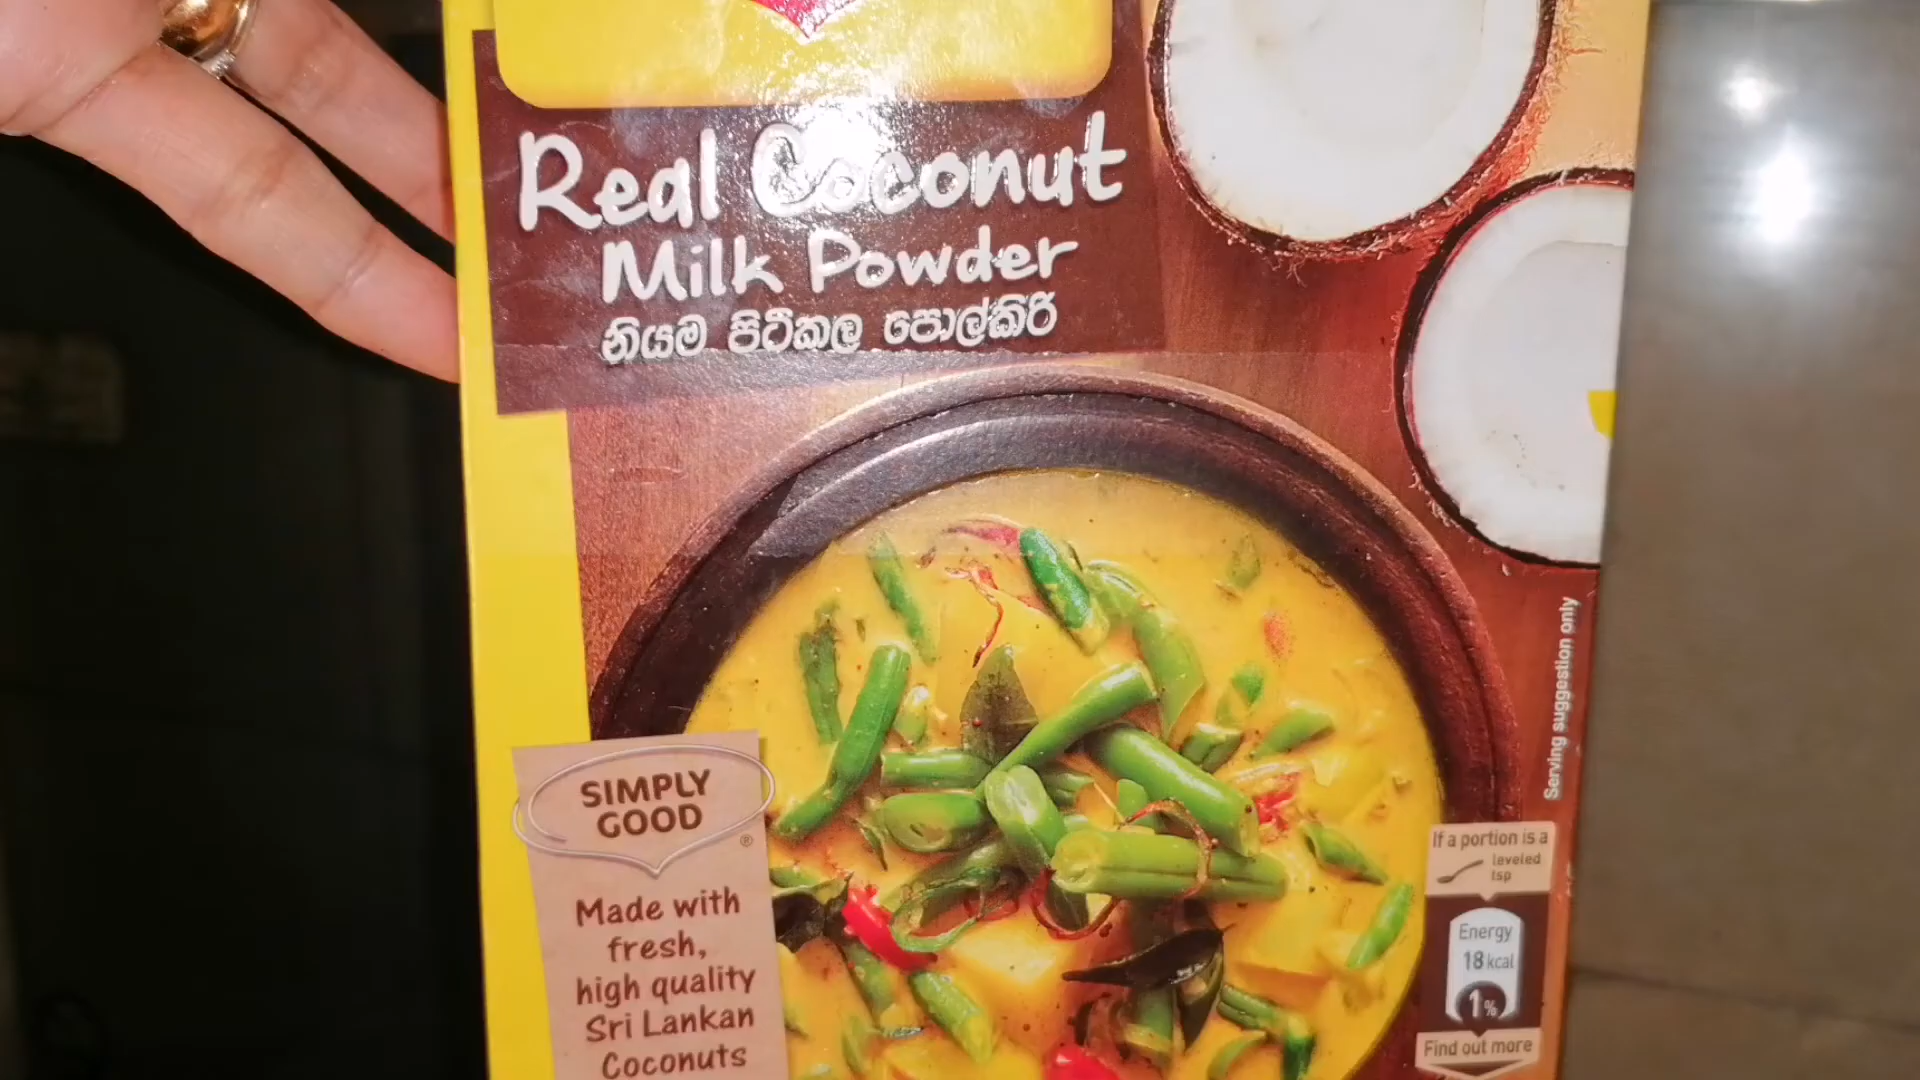 Real Coconut
Milk Powder
නියම පිටිකල පොල්කිරි
SIMPLY
GOOD
®
Made with
fresh,
high quality
Sri Lankan
Coconuts
Serving suggestion only
If a portion is a
leveled
tsp
Energy
18 kcal
1%
Find out more